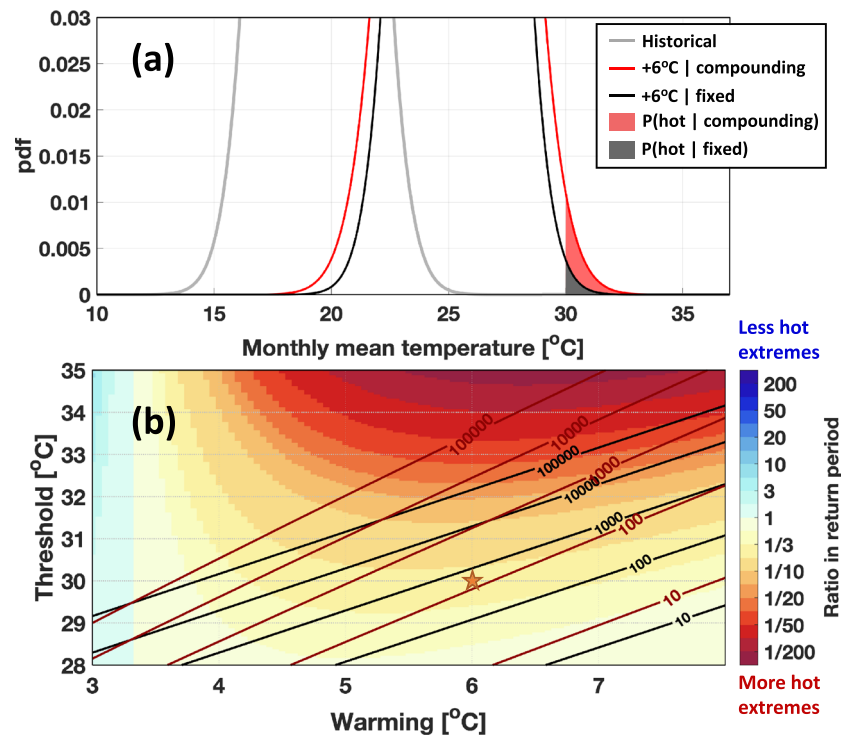 (a)
0.03
0.025
0.02
0.015
0.01
0.005
0
pdf
10
15
20
25
30
35
Monthly mean temperature [°C]
Historical
+6°C | compounding
+6°C | fixed
P(hot | compounding)
P(hot | fixed)
(b)
35
34
33
32
31
30
29
28
Threshold [°C]
3
4
5
6
7
Warming [°C]
100000
10000
1000
100
10
100000
10000
1000
100
10
Less hot
extremes
200
50
20
10
3
1
1/3
1/10
1/20
1/50
1/200
Ratio in return period
More hot
extremes